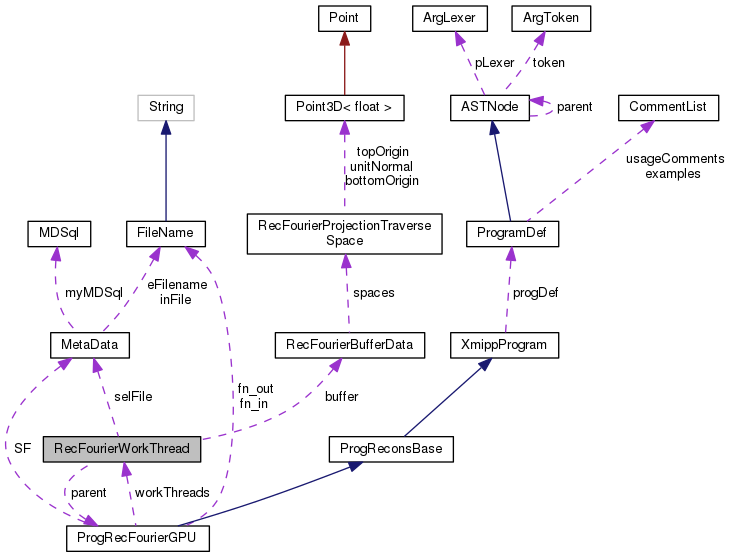 Point
ArgLexer
ArgToken
pLexer
token
String
Point3D< float >
ASTNode
parent
CommentList
topOrigin
unitNormal
bottomOrigin
usageComments
examples
MDSql
FileName
RecFourierProjectionTraverse
Space
ProgramDef
myMDSql
eFilename
inFile
spaces
progDef
MetaData
RecFourierBufferData
XmippProgram
selFile
fn_out
fn_in
buffer
SF
RecFourierWorkThread
ProgReconsBase
parent
workThreads
ProgRecFourierGPU